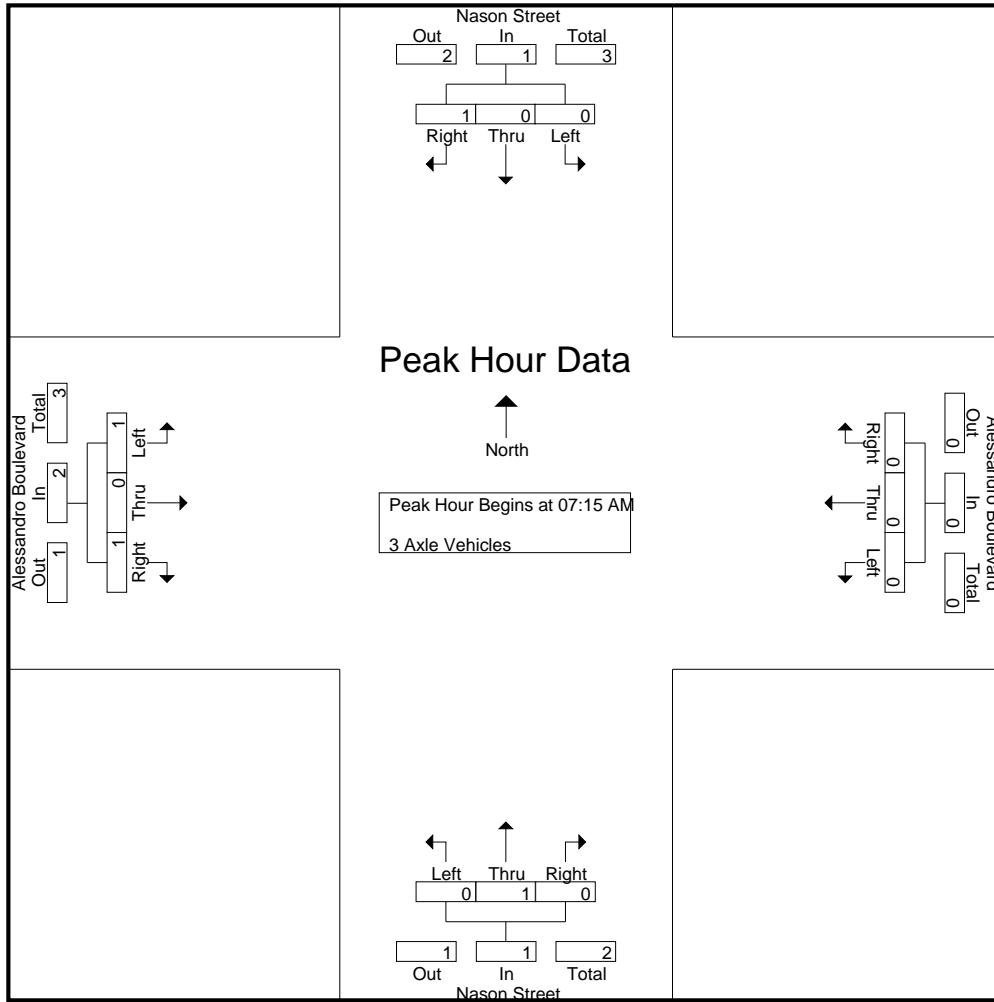 Nason Street
Out In Total
2 1 3
1 0 0
Right Thru Left
Peak Hour Data
North
Peak Hour Begins at 07:15 AM
3 Axle Vehicles
Alessandro Boulevard
Out In Total
1 2 3
Left Thru Right
1 0 1
Alessandro Boulevard
Out In Total
0 0 0
Right Thru Left
0 0 0
Left Thru Right
0 1 0
1 1 2
Out In Total
Nason Street